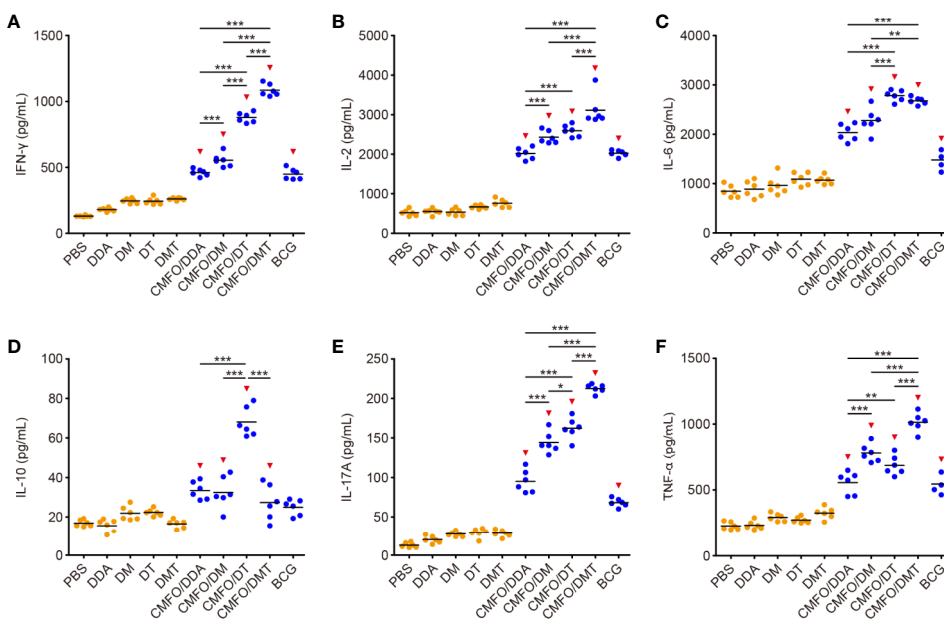 A
B
C
***
***
***
***
***
***
IFN-γ (pg/mL)
1500
1000
500
0
PBS
DDA
DM
DT
DMT
CMFO/DDA
CMFO/DM
CMFO/DT
CMFO/DMT
BCG
***
***
***
***
***
IL-2 (pg/mL)
5000
4000
3000
2000
1000
0
PBS
DDA
DM
DT
DMT
CMFO/DDA
CMFO/DM
CMFO/DT
CMFO/DMT
BCG
***
**
***
***
IL-6 (pg/mL)
4000
3000
2000
1000
0
PBS
DDA
DM
DT
DMT
CMFO/DDA
CMFO/DM
CMFO/DT
CMFO/DMT
BCG
D
E
F
***
*** ***
IL-10 (pg/mL)
100
80
60
40
20
0
PBS
DDA
DM
DT
DMT
CMFO/DDA
CMFO/DM
CMFO/DT
CMFO/DMT
BCG
***
***
***
***
*
***
IL-17A (pg/mL)
250
200
150
100
50
0
PBS
DDA
DM
DT
DMT
CMFO/DDA
CMFO/DM
CMFO/DT
CMFO/DMT
BCG
***
***
***
**
***
TNF-α (pg/mL)
1500
1000
500
0
PBS
DDA
DM
DT
DMT
CMFO/DDA
CMFO/DM
CMFO/DT
CMFO/DMT
BCG